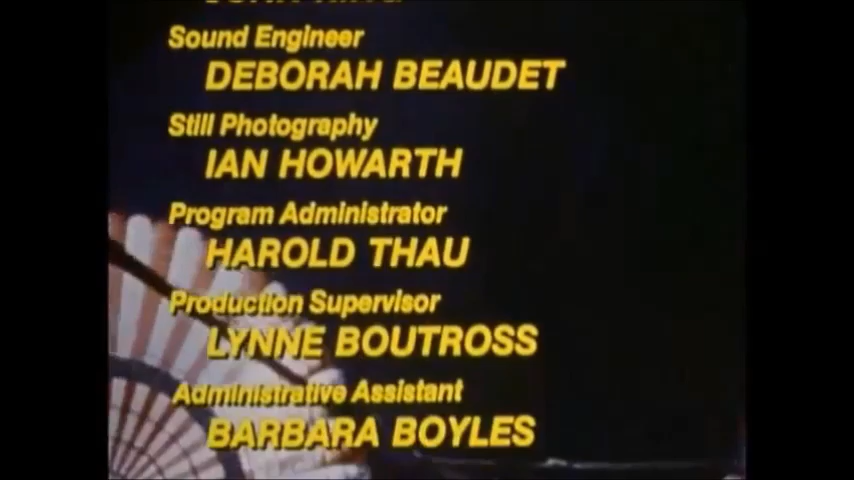 Sound Engineer
DEBORAH BEAUDET
Still Photography
IAN HOWARTH
Program Administrator
HAROLD THAU
Production Supervisor
LYNNE BOUTROSS
Administrative Assistant
BARBARA BOYLES